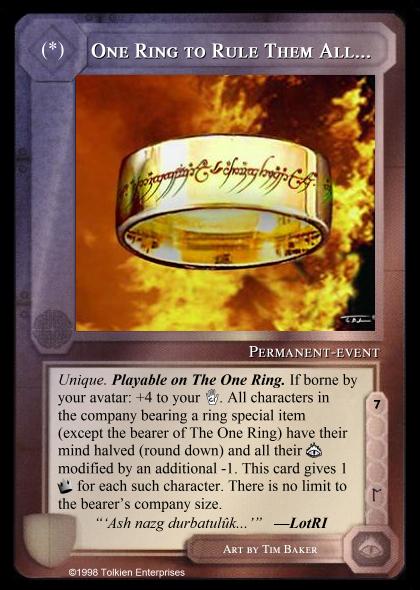 (*) ONE RING TO RULE THEM ALL...
PERMANENT-EVENT
Unique. Playable on The One Ring. If borne by
your avatar: +4 to your . All characters in
the company bearing a ring special item
(except the bearer of The One Ring) have their
mind halved (round down) and all their
modified by an additional -1. This card gives 1
for each such character. There is no limit to
the bearer's company size.
“‘Ash nazg durbatulûk...’” —LotRI
7
ART BY TIM BAKER
©1998 Tolkien Enterprises